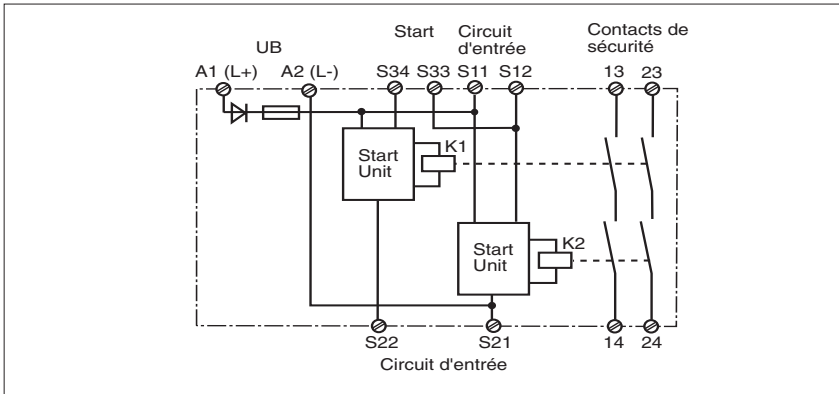 UB
Start
Circuit
d'entrée
Contacts de
sécurité
A1 (L+)
A2 (L-)
S34
S33
S11
S12
13
23
Start
Unit
K1
Start
Unit
K2
S22
S21
14
24
Circuit d'entrée